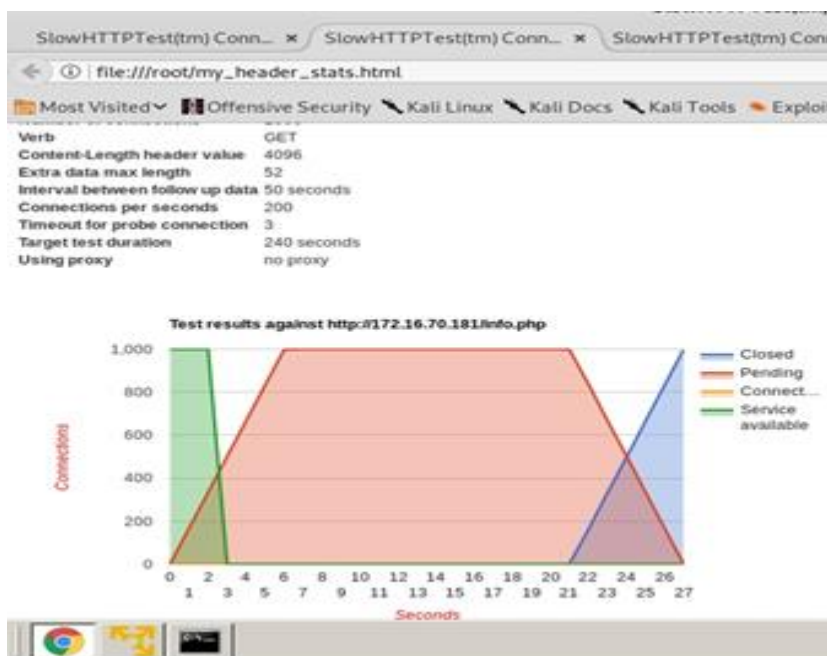 SlowHTTPTest(tm) Conn... × SlowHTTPTest(tm) Conn... × SlowHTTPTest(tm) Con
file:///root/my_header_stats.html
Most Visited Offensive Security Kali Linux Kali Docs Kali Tools Exploi
Verb GET
Content-Length header value 4096
Extra data max length 52
Interval between follow up data 50 seconds
Connections per seconds 200
Timeout for probe connection 3
Target test duration 240 seconds
Using proxy no proxy
Test results against http://172.16.70.181/info.php
1,000
800
600
400
200
0
Connections
0 2 4 6 8 10 12 14 16 18 20 22 24 26
1 3 5 7 9 11 13 15 17 19 21 23 25 27
Seconds
Closed
Pending
Connect...
Service
available